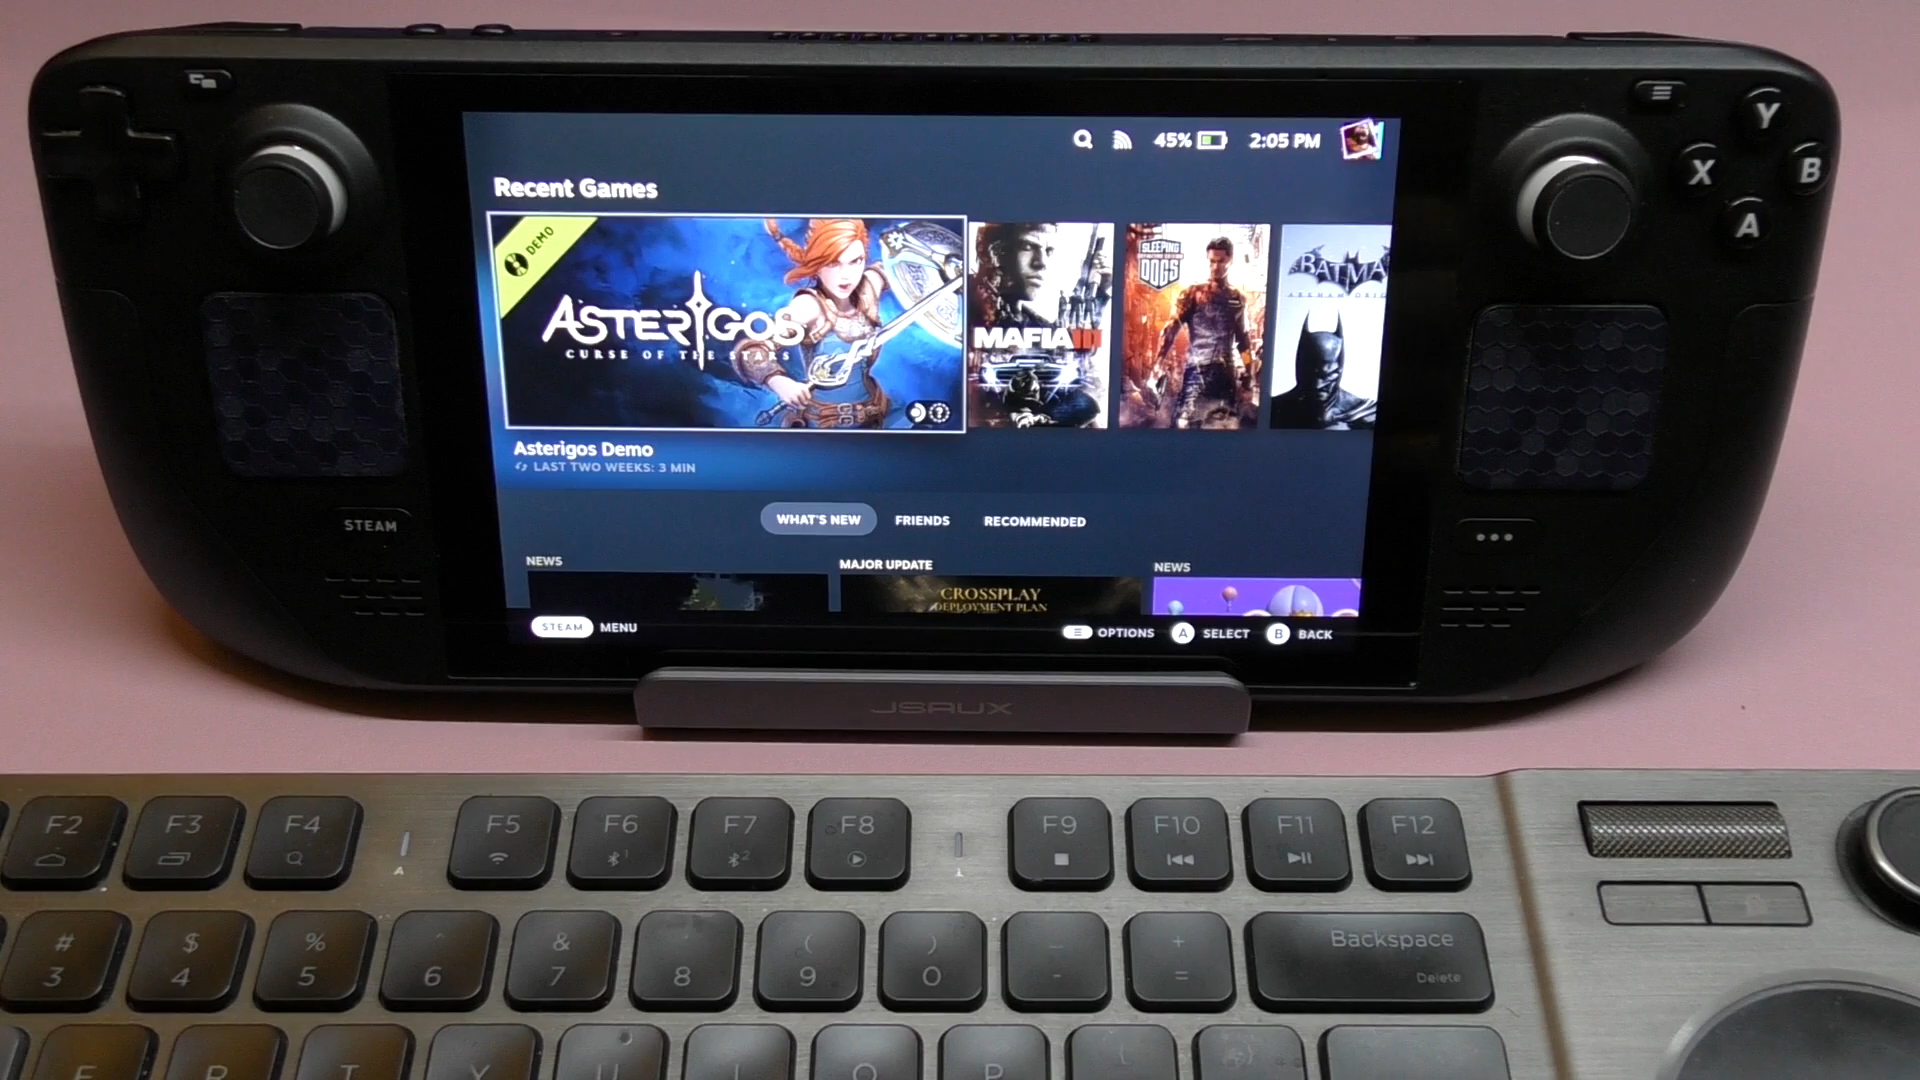 45% 2:05 PM
Y
X
B
A
Recent Games
DEMO
ASTERIGOS
CURSE OF THE STARS
MAFIA III
SLEEPING
DOGS
BATMA
Asterigos Demo
LAST TWO WEEKS: 3 MIN
STEAM
WHAT'S NEW FRIENDS RECOMMENDED
NEWS
MAJOR UPDATE
NEWS
CROSSPLAY
DEPLOYMENT PLAN
STEAM MENU
OPTIONS A SELECT B BACK
JSAUX
F2 F3 F4 F5 F6 F7 F8 F9 F10 F11 F12
1 2
A
# $ % ^ & ( ) _ +
3 4 5 6 7 8 9 0 - =
Backspace
Delete
E R T Y U I O P